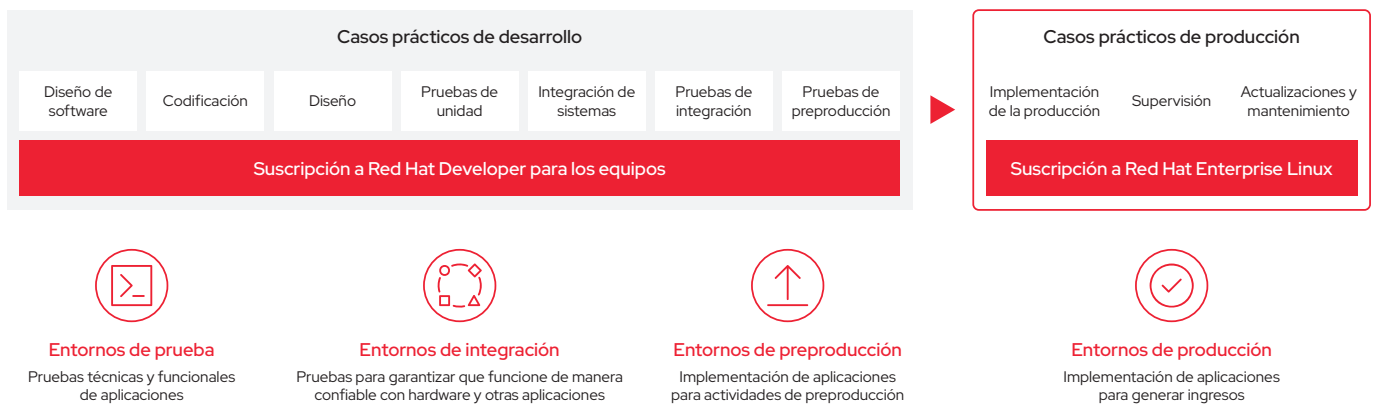 Casos prácticos de desarrollo
Diseño de
software
Codificación
Diseño
Pruebas de
unidad
Integración de
sistemas
Pruebas de
integración
Pruebas de
preproducción
Suscripción a Red Hat Developer para los equipos
Casos prácticos de producción
Implementación
de la producción
Supervisión
Actualizaciones y
mantenimiento
Suscripción a Red Hat Enterprise Linux
Entornos de prueba
Pruebas técnicas y funcionales
de aplicaciones
Entornos de integración
Pruebas para garantizar que funcione de manera
confiable con hardware y otras aplicaciones
Entornos de preproducción
Implementación de aplicaciones
para actividades de preproducción
Entornos de producción
Implementación de aplicaciones
para generar ingresos